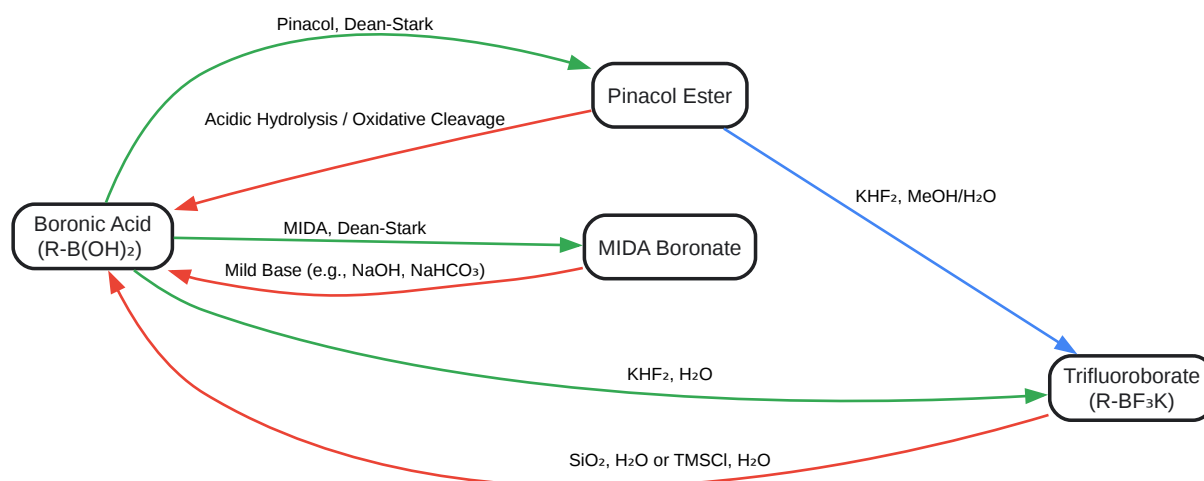 Pinacol, Dean-Stark
Pinacol Ester
Acidic Hydrolysis / Oxidative Cleavage
KHF₂, MeOH/H₂O
Boronic Acid
(R-B(OH)₂)
MIDA, Dean-Stark
MIDA Boronate
Mild Base (e.g., NaOH, NaHCO₃)
KHF₂, H₂O
Trifluoroborate
(R-BF₃K)
SiO₂, H₂O or TMSCl, H₂O